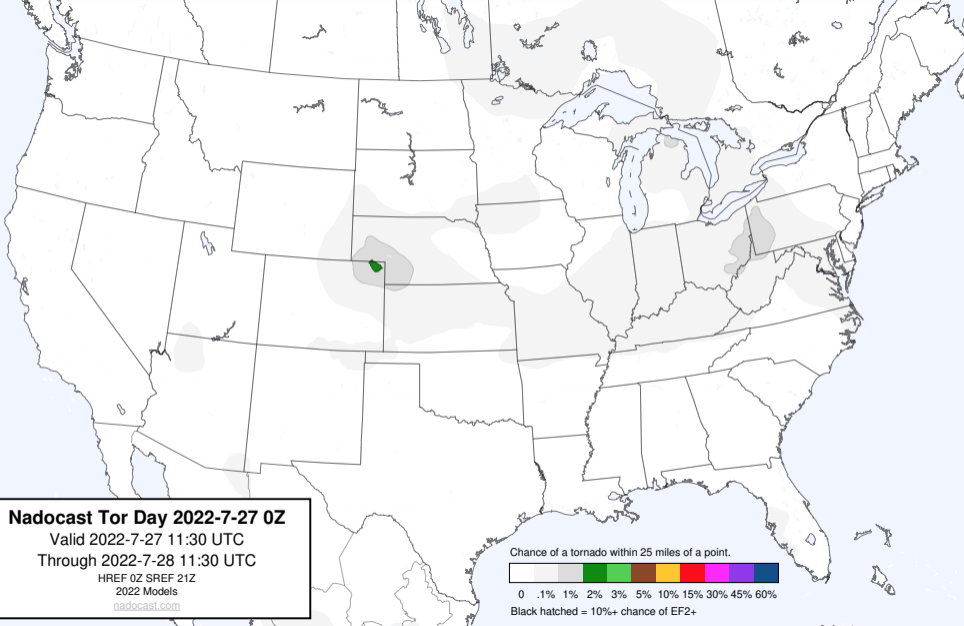 Nadocast Tor Day 2022-7-27 0Z
Valid 2022-7-27 11:30 UTC
Through 2022-7-28 11:30 UTC
HREF 0Z SREF 21Z
2022 Models
nadocast.com
Chance of a tornado within 25 miles of a point.
0 .1% 1% 2% 3% 5% 10% 15% 30% 45% 60%
Black hatched = 10%+ chance of EF2+